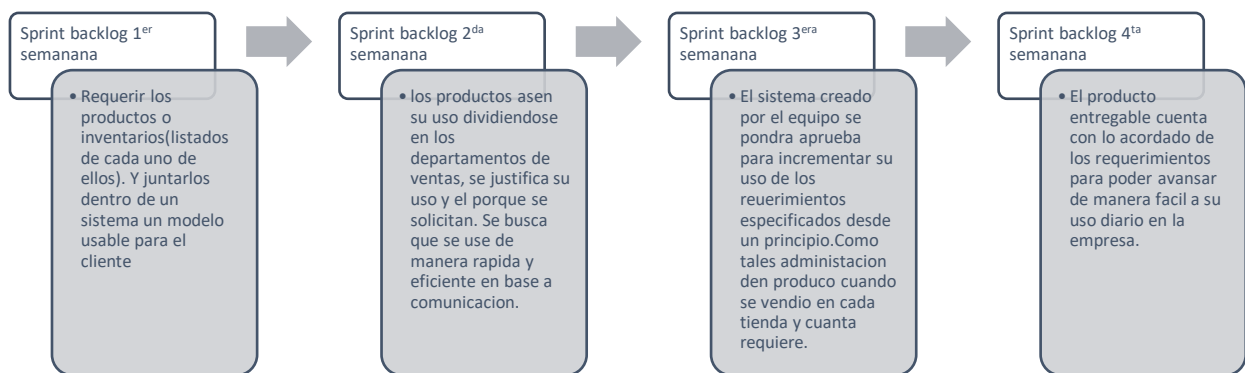 Sprint backlog 1er
semanana
• Requerir los
productos o
inventarios(listados
de cada uno de
ellos). Y juntarlos
dentro de un
sistema un modelo
usable para el
cliente
Sprint backlog 2da
semanana
• los productos asen
su uso dividiendose
en los
departamentos de
ventas, se justifica su
uso y el porque se
solicitan. Se busca
que se use de
manera rapida y
eficiente en base a
comunicacion.
Sprint backlog 3era
semanana
• El sistema creado
por el equipo se
pondra aprueba
para incrementar su
uso de los
reuerimientos
especificados desde
un principio.Como
tales administacion
den produco cuando
se vendio en cada
tienda y cuanta
requiere.
Sprint backlog 4ta
semanana
• El producto
entregable cuenta
con lo acordado de
los requerimientos
para poder avansar
de manera facil a su
uso diario en la
empresa.